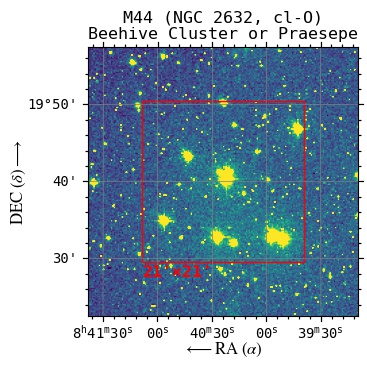 M44 (NGC 2632, cl-O)
Beehive Cluster or Praesepe
19°50'
40'
30'
DEC (δ) ⟶
21'×21'
8ʰ41ᵐ30ˢ 00ˢ 40ᵐ30ˢ 00ˢ 39ᵐ30ˢ
⟵ RA (α)